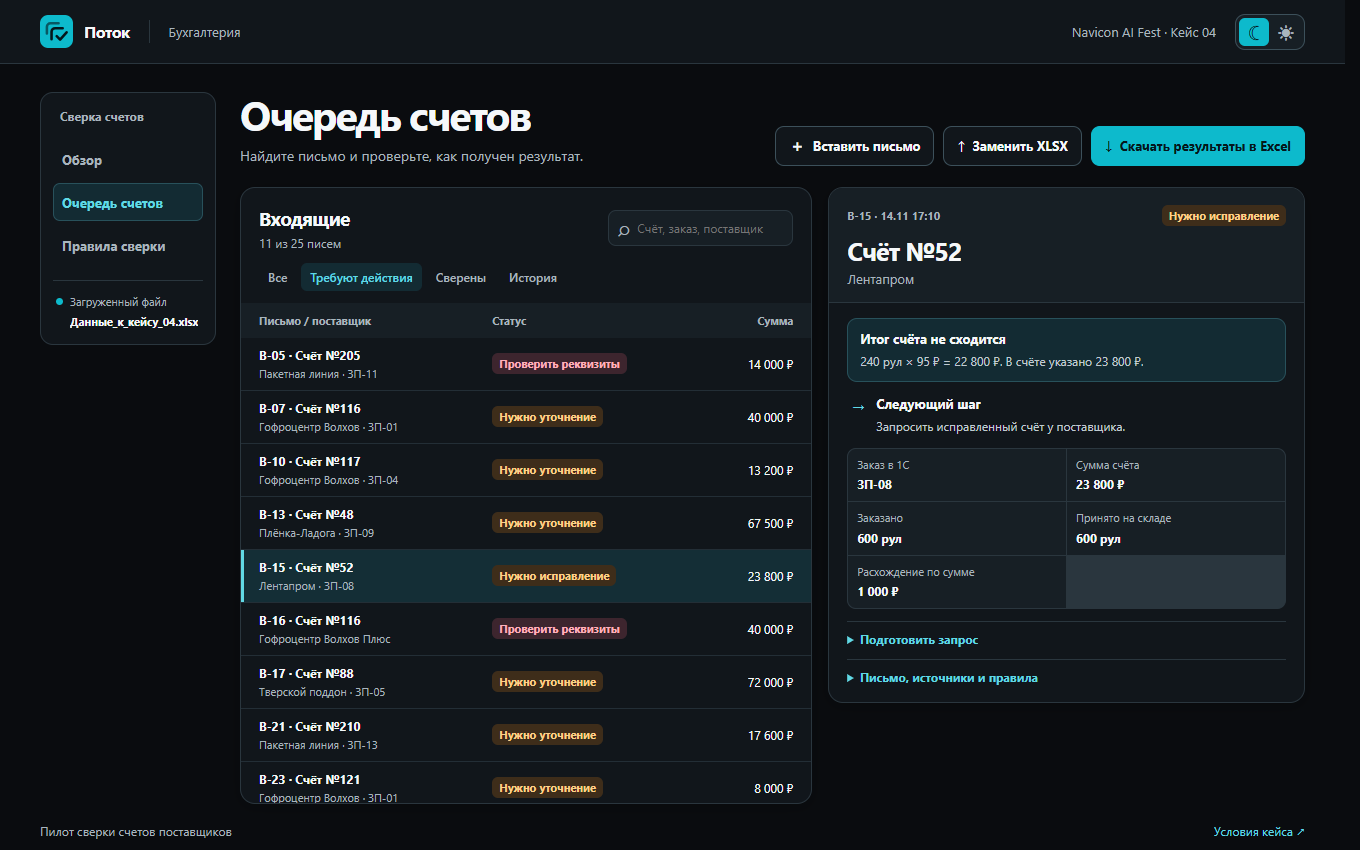 Поток
Бухгалтерия
Navicon AI Fest · Кейс 04
Сверка счетов
Обзор
Очередь счетов
Правила сверки
Загруженный файл
Данные_к_кейсу_04.xlsx
Очередь счетов
Найдите письмо и проверьте, как получен результат.
+ Вставить письмо
↑ Заменить XLSX
↓ Скачать результаты в Excel
Входящие
11 из 25 писем
Счёт, заказ, поставщик
Все Требуют действия Сверены История
Письмо / поставщик Статус Сумма
В-05 · Счёт №205
Пакетная линия · ЗП-11
Проверить реквизиты
14 000 ₽
В-07 · Счёт №116
Гофроцентр Волхов · ЗП-01
Нужно уточнение
40 000 ₽
В-10 · Счёт №117
Гофроцентр Волхов · ЗП-04
Нужно уточнение
13 200 ₽
В-13 · Счёт №48
Плёнка-Ладога · ЗП-09
Нужно уточнение
67 500 ₽
В-15 · Счёт №52
Лентапром · ЗП-08
Нужно исправление
23 800 ₽
В-16 · Счёт №116
Гофроцентр Волхов Плюс
Проверить реквизиты
40 000 ₽
В-17 · Счёт №88
Тверской поддон · ЗП-05
Нужно уточнение
72 000 ₽
В-21 · Счёт №210
Пакетная линия · ЗП-13
Нужно уточнение
17 600 ₽
В-23 · Счёт №121
Гофроцентр Волхов · ЗП-01
Нужно уточнение
8 000 ₽
В-15 · 14.11 17:10
Нужно исправление
Счёт №52
Лентапром
Итог счёта не сходится
240 рул × 95 ₽ = 22 800 ₽. В счёте указано 23 800 ₽.
→ Следующий шаг
Запросить исправленный счёт у поставщика.
Заказ в 1С
ЗП-08
Сумма счёта
23 800 ₽
Заказано
600 рул
Принято на складе
600 рул
Расхождение по сумме
1 000 ₽
Подготовить запрос
Письмо, источники и правила
Пилот сверки счетов поставщиков
Условия кейса ↗